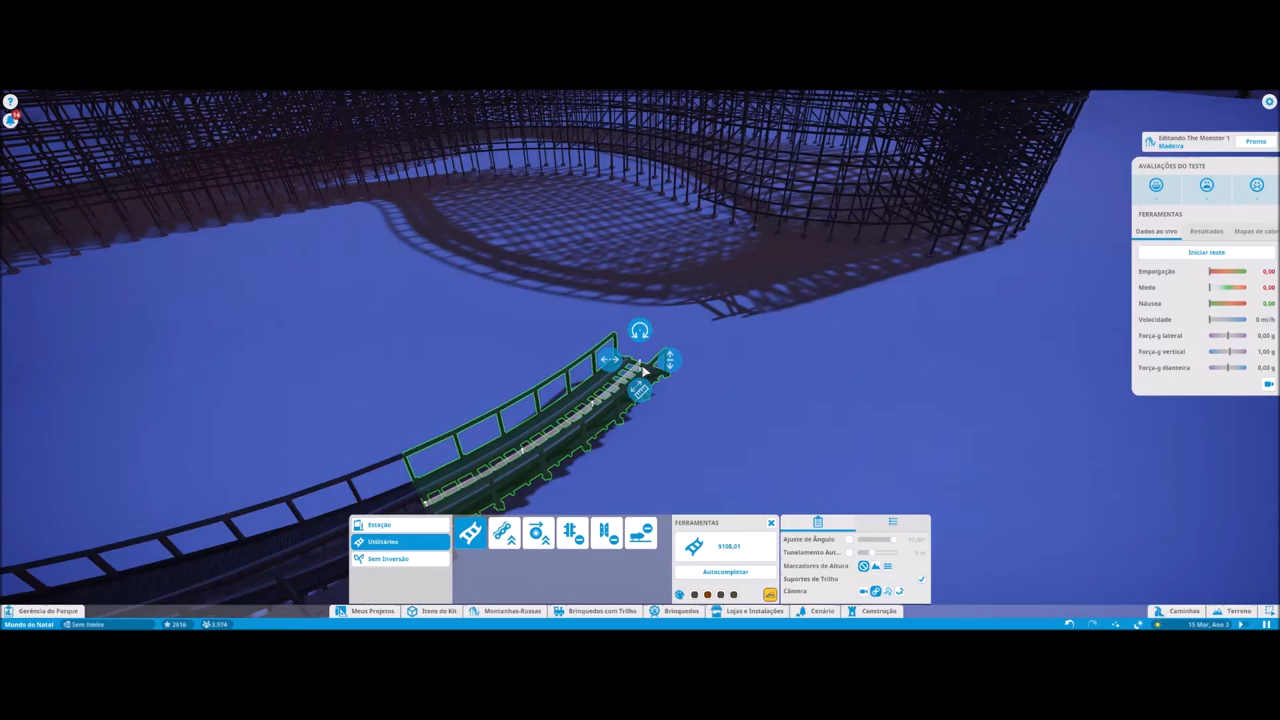 ?
14
Editando The Monster 1
Madeira
Pronto
AVALIAÇÕES DO TESTE
-
-
-
FERRAMENTAS
Dados ao vivo
Resultados
Mapas de calor
Iniciar teste
Empolgação 0,00
Medo 0,00
Náusea 0,00
Velocidade 0 mi/h
Força-g lateral 0,00 g
Força-g vertical 1,00 g
Força-g dianteira 0,00 g
Estação
Utilitários
Sem Inversão
FERRAMENTAS
$108,01
Autocompletar
Ajuste de Ângulo
Tunelamento Aut...
Marcadores de Altura
Suportes de Trilho
Câmera
Gerência do Parque
Meus Projetos
Itens do Kit
Montanhas-Russas
Brinquedos com Trilho
Brinquedos
Lojas e Instalações
Cenário
Construção
Caminhos
Terreno
Mundo do Natal
Sem limite
2616
3.974
15 Mar, Ano 3